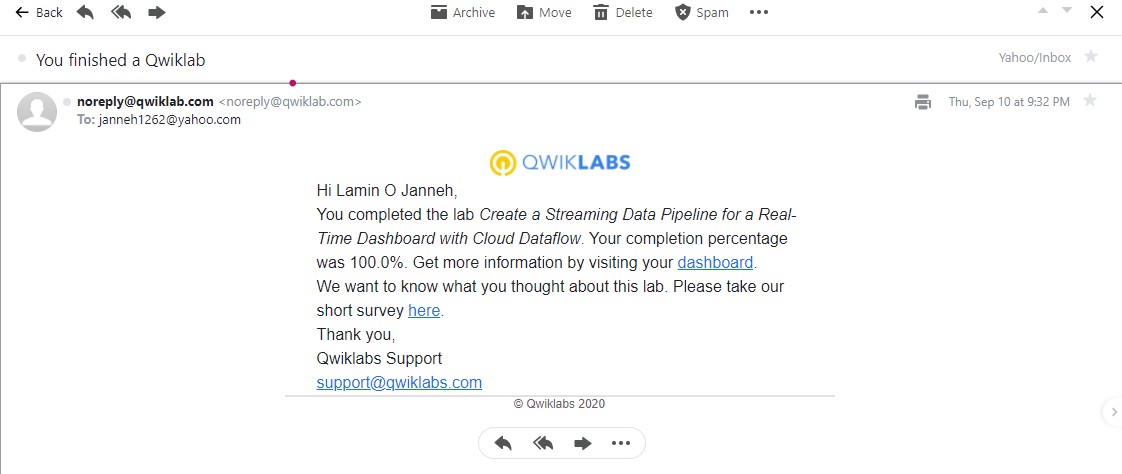 Back Archive Move Delete Spam
You finished a Qwiklab Yahoo/Inbox
noreply@qwiklab.com <noreply@qwiklab.com> Thu, Sep 10 at 9:32 PM
To: janneh1262@yahoo.com
QWIKLABS
Hi Lamin O Janneh,
You completed the lab Create a Streaming Data Pipeline for a Real-
Time Dashboard with Cloud Dataflow. Your completion percentage
was 100.0%. Get more information by visiting your dashboard.
We want to know what you thought about this lab. Please take our
short survey here.
Thank you,
Qwiklabs Support
support@qwiklabs.com
© Qwiklabs 2020